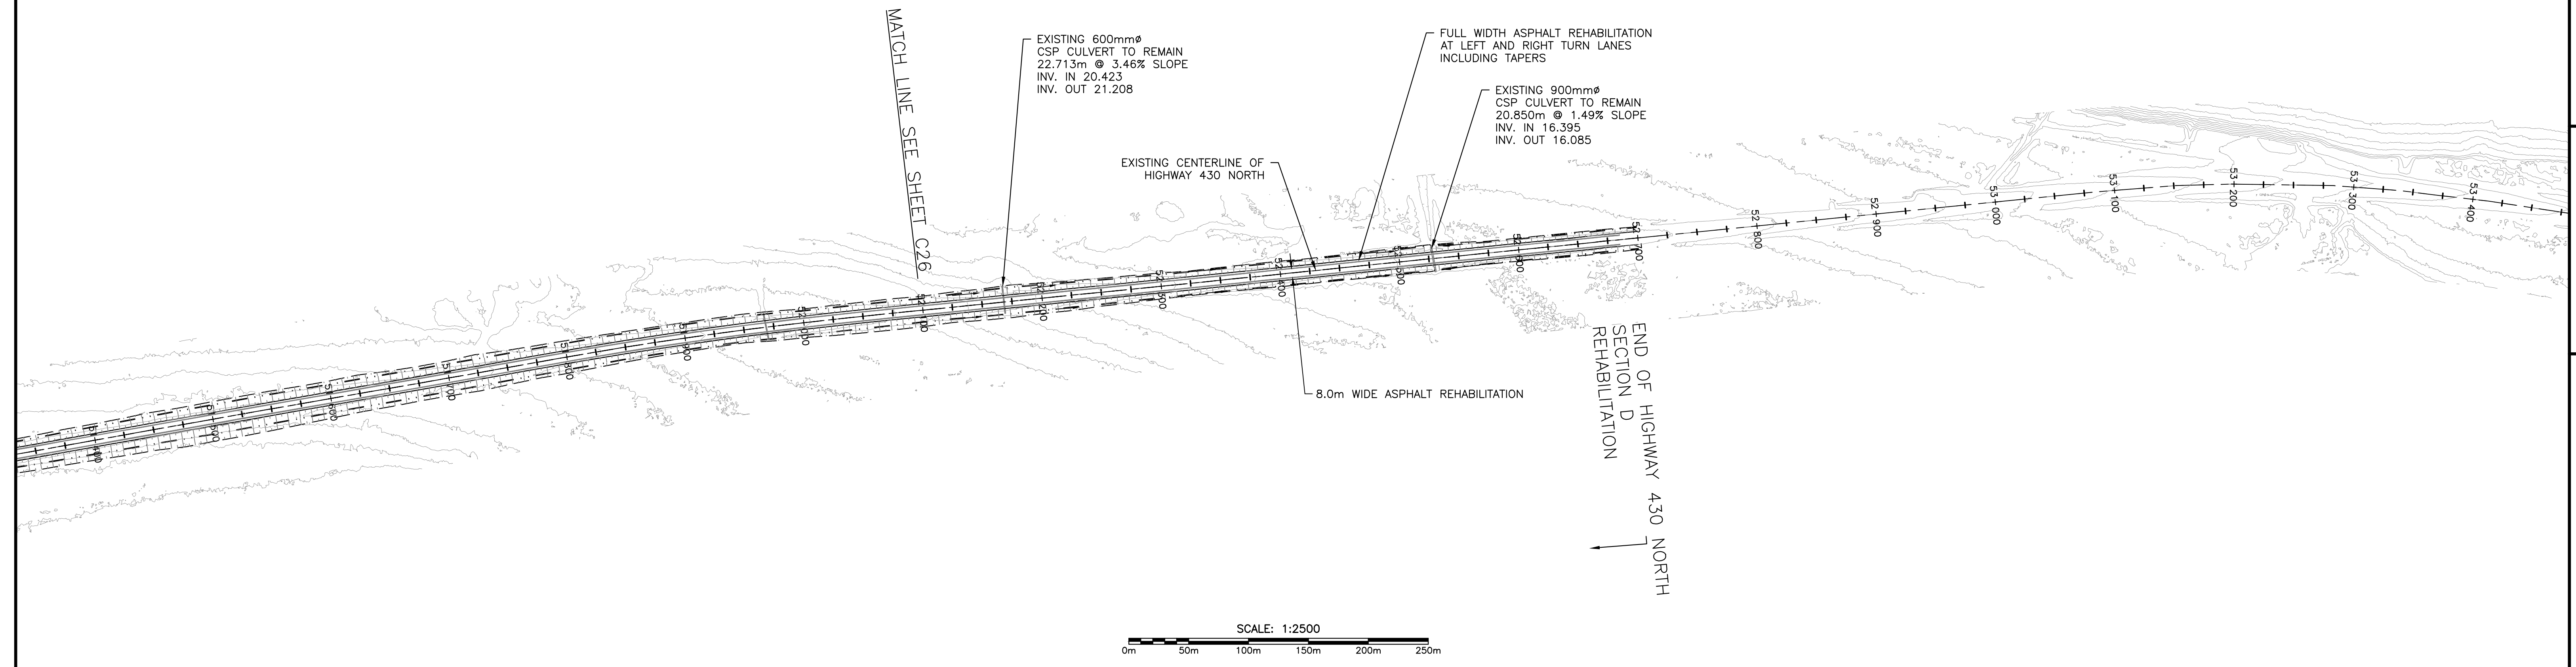 MATCH LINE SEE SHEET C26
EXISTING 600mmø
CSP CULVERT TO REMAIN
22.713m @ 3.46% SLOPE
INV. IN 20.423
INV. OUT 21.208
FULL WIDTH ASPHALT REHABILITATION
AT LEFT AND RIGHT TURN LANES
INCLUDING TAPERS
EXISTING 900mmø
CSP CULVERT TO REMAIN
20.850m @ 1.49% SLOPE
INV. IN 16.395
INV. OUT 16.085
EXISTING CENTERLINE OF
HIGHWAY 430 NORTH
8.0m WIDE ASPHALT REHABILITATION
END OF HIGHWAY 430 NORTH
SECTION D
REHABILITATION
52+800
52+900
53+000
53+100
53+200
53+300
53+400
SCALE: 1:2500
0m 50m 100m 150m 200m 250m